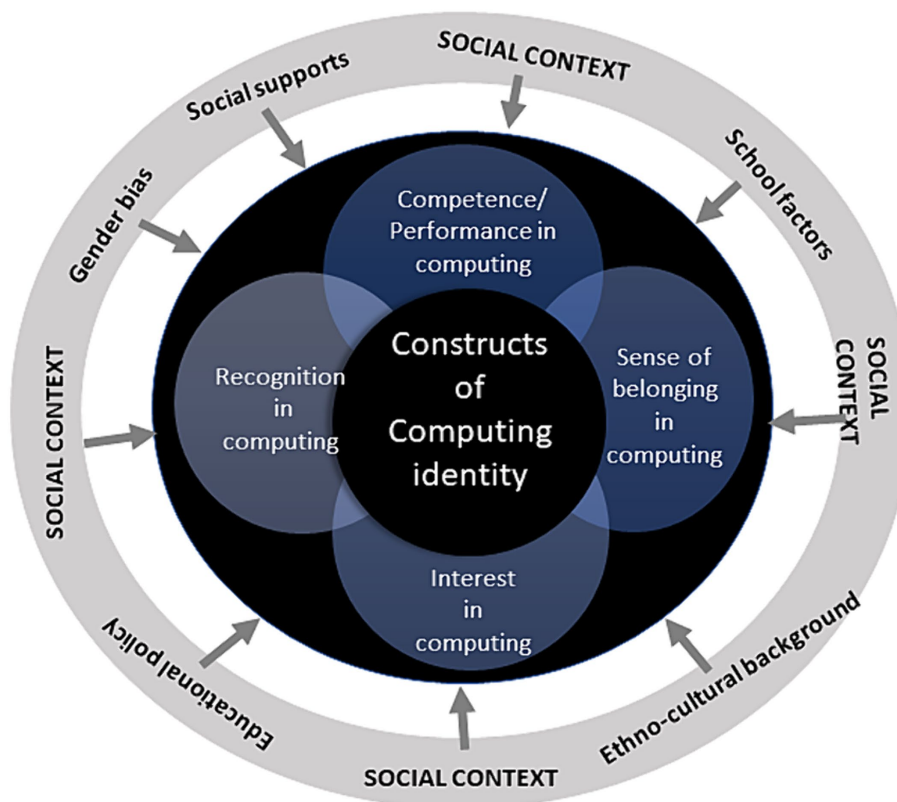 SOCIAL CONTEXT
Social supports
School factors
Gender bias
Competence/
Performance in
computing
Constructs
of
Computing
identity
Recognition
in
computing
Sense of
belonging
in
computing
SOCIAL CONTEXT
SOCIAL
CONTEXT
Interest
in
computing
Educational policy
Ethno-cultural background
SOCIAL CONTEXT